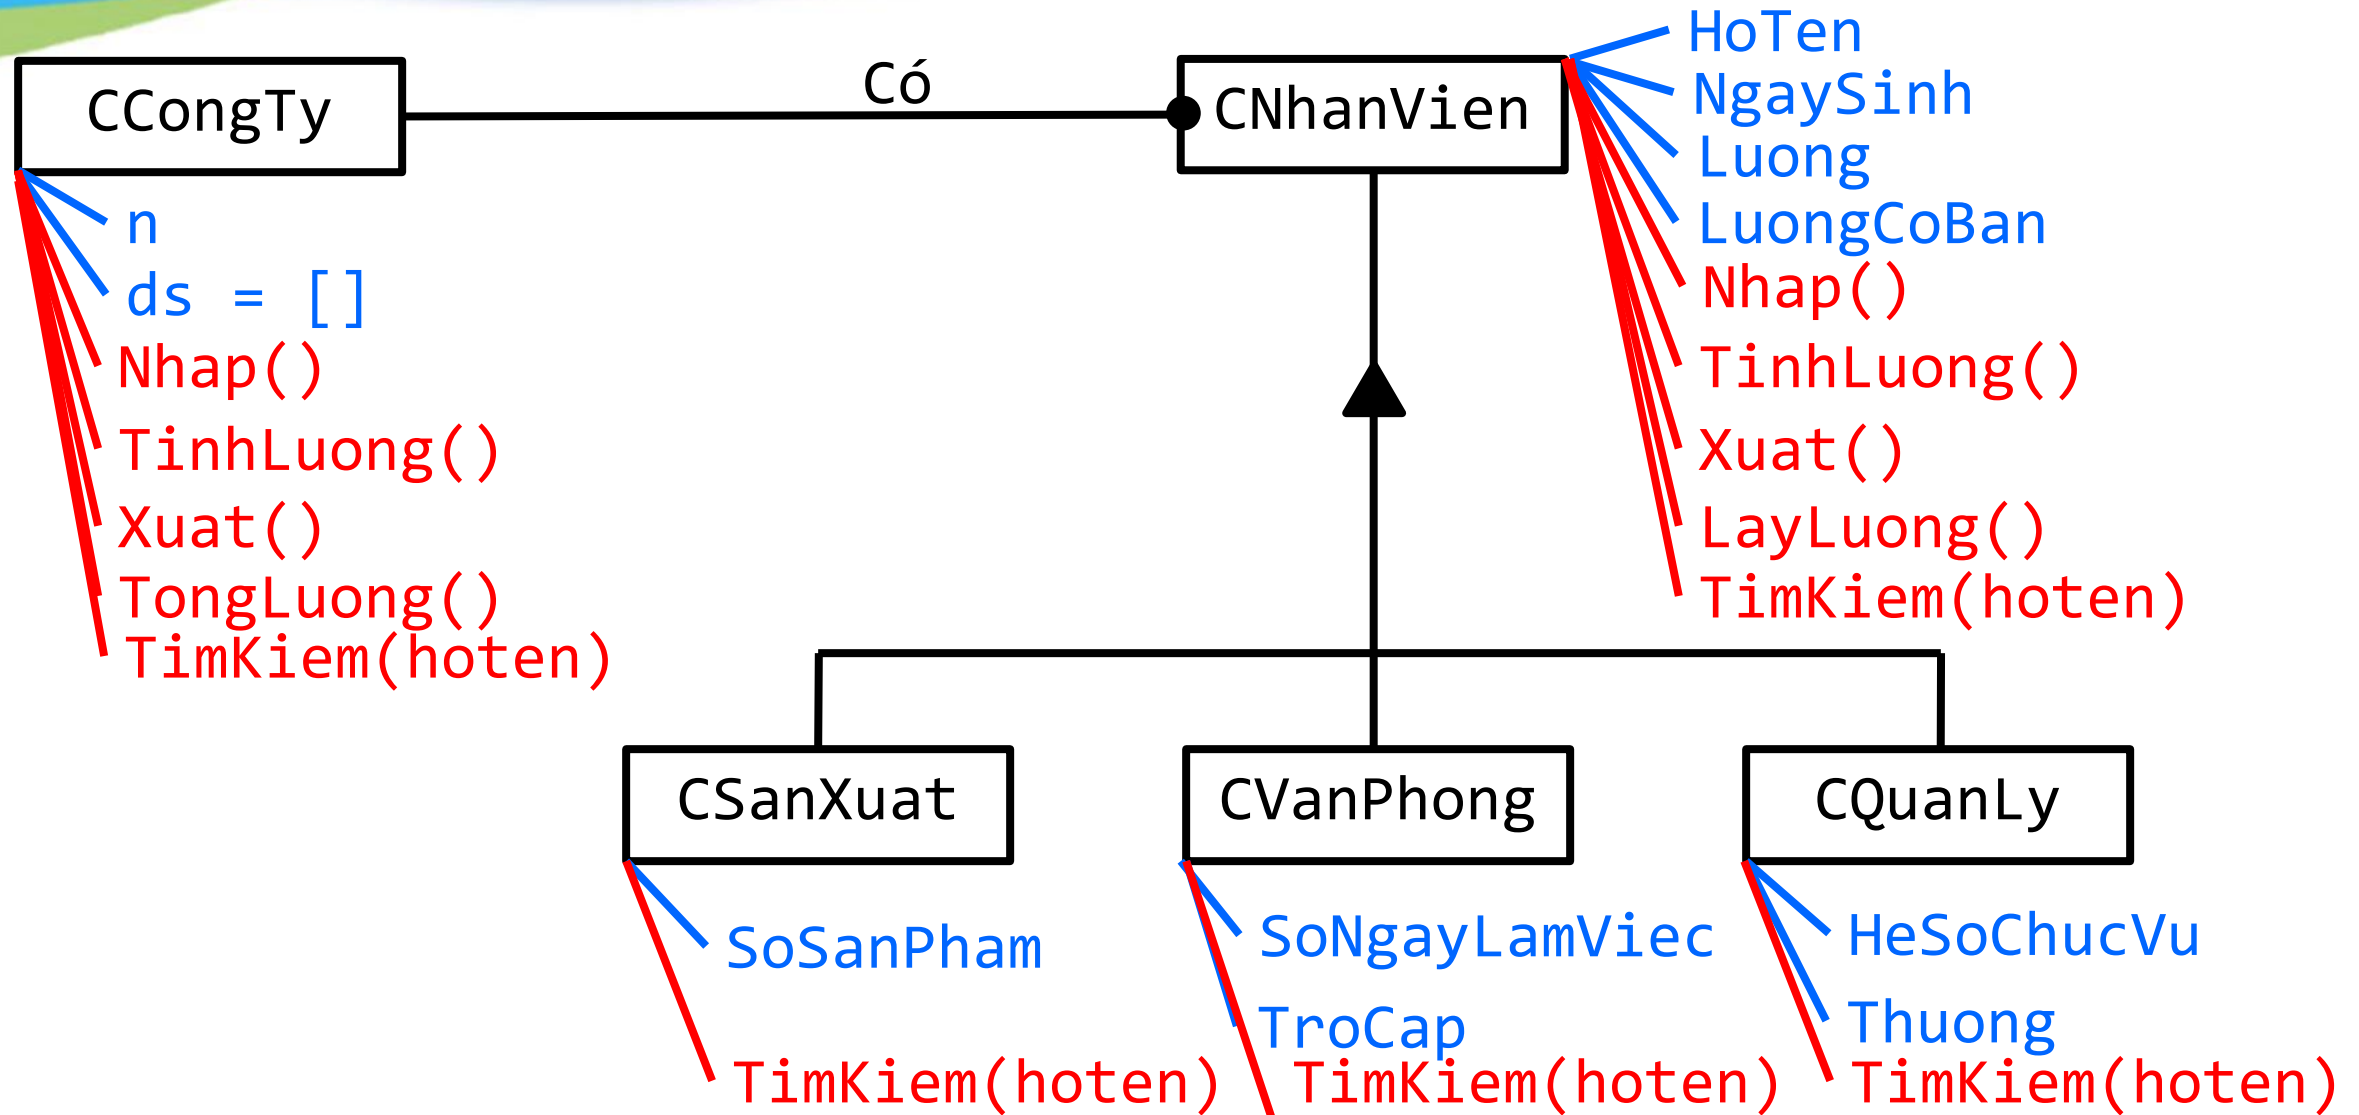 CCongTy
n
ds = []
Nhap()
TinhLuong()
Xuat()
TongLuong()
TimKiem(hoten)
Có
CNhanVien
HoTen
NgaySinh
Luong
LuongCoBan
Nhap()
TinhLuong()
Xuat()
LayLuong()
TimKiem(hoten)
CSanXuat
SoSanPham
TimKiem(hoten)
CVanPhong
SoNgayLamViec
TroCap
TimKiem(hoten)
CQuanLy
HeSoChucVu
Thuong
TimKiem(hoten)